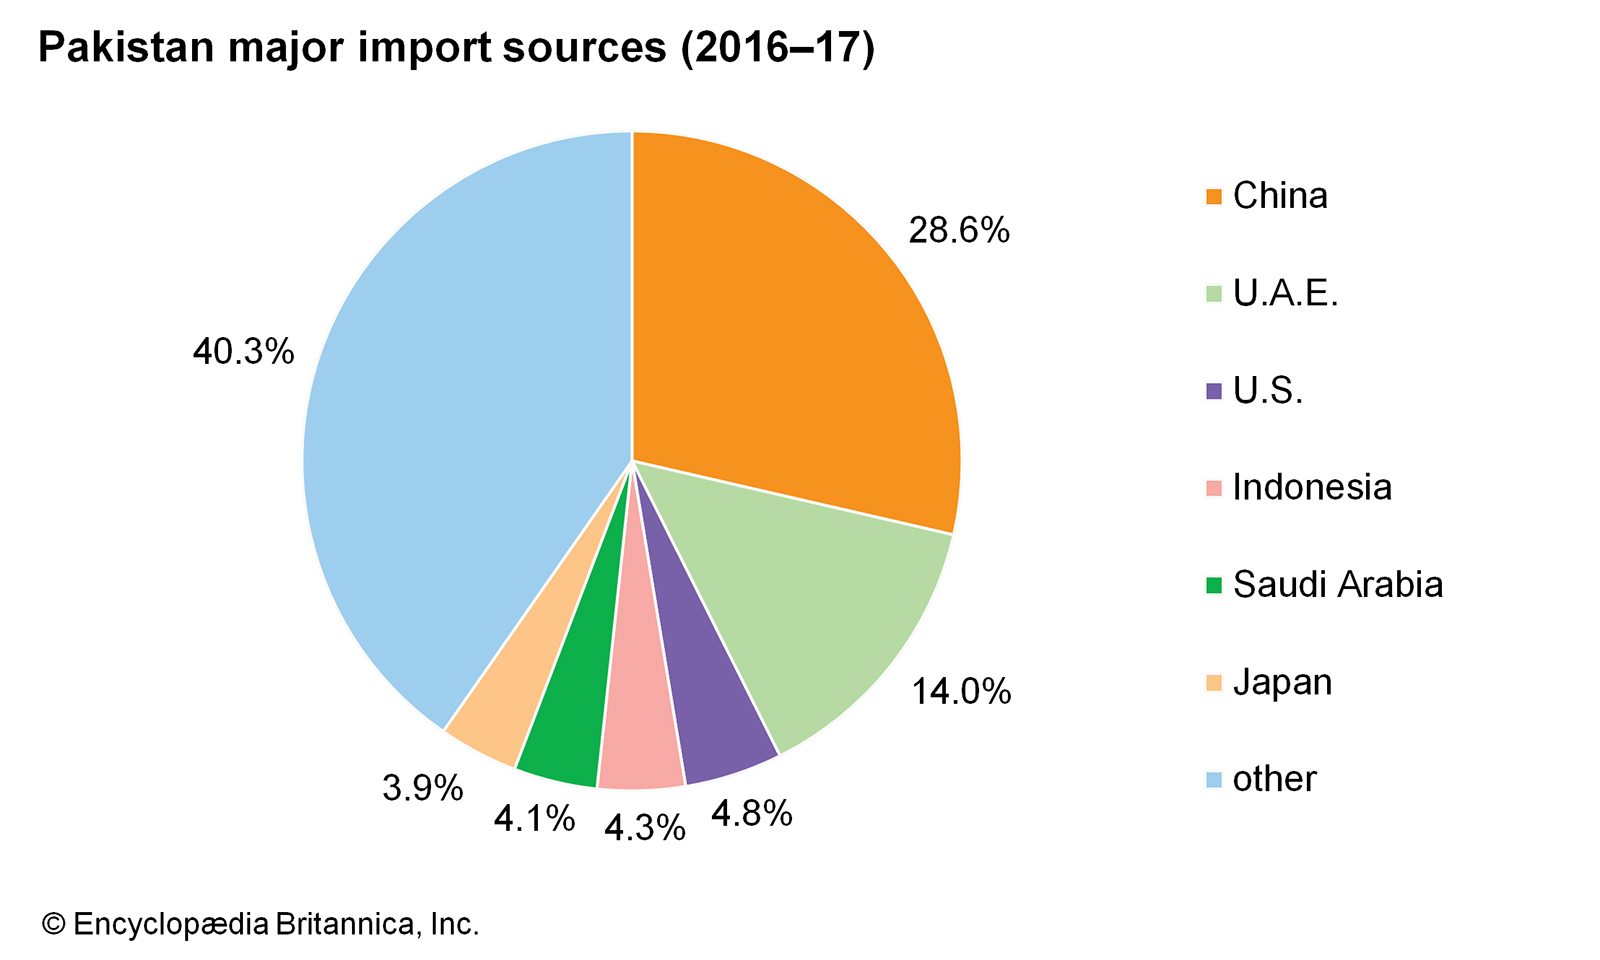 Pakistan major import sources (2016–17)
28.6%
14.0%
4.8%
4.3%
4.1%
3.9%
40.3%
China
U.A.E.
U.S.
Indonesia
Saudi Arabia
Japan
other
© Encyclopædia Britannica, Inc.